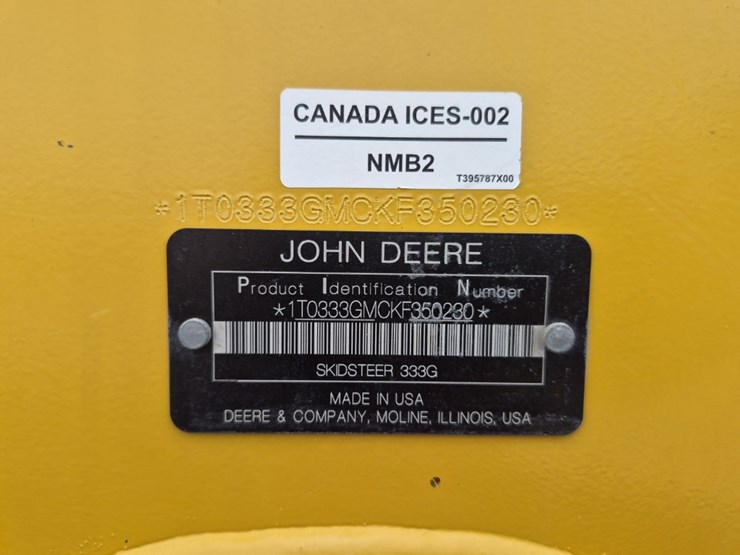 CANADA ICES-002
NMB2
T395787X00
*1T0333GMCKF350230*
JOHN DEERE
Product Identification Number
*1T0333GMCKF350230*
SKIDSTEER 333G
MADE IN USA
DEERE & COMPANY, MOLINE, ILLINOIS, USA